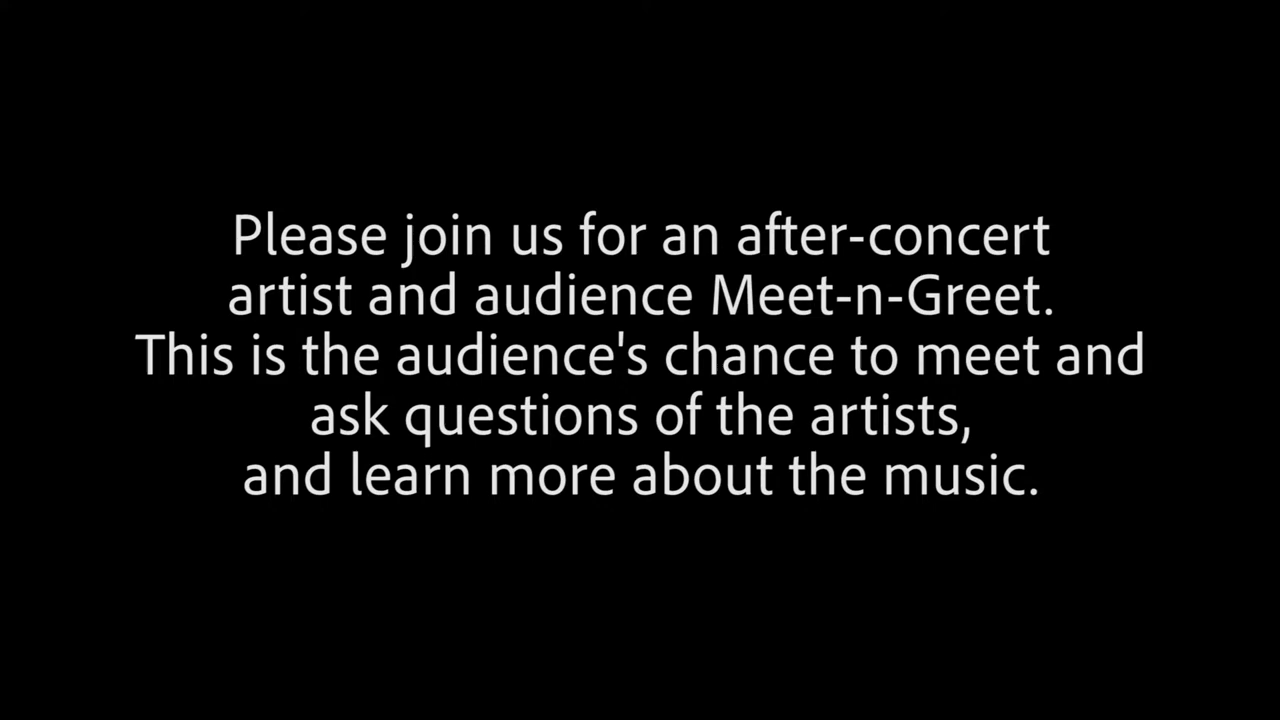 Please join us for an after-concert
artist and audience Meet-n-Greet.
This is the audience's chance to meet and
ask questions of the artists,
and learn more about the music.